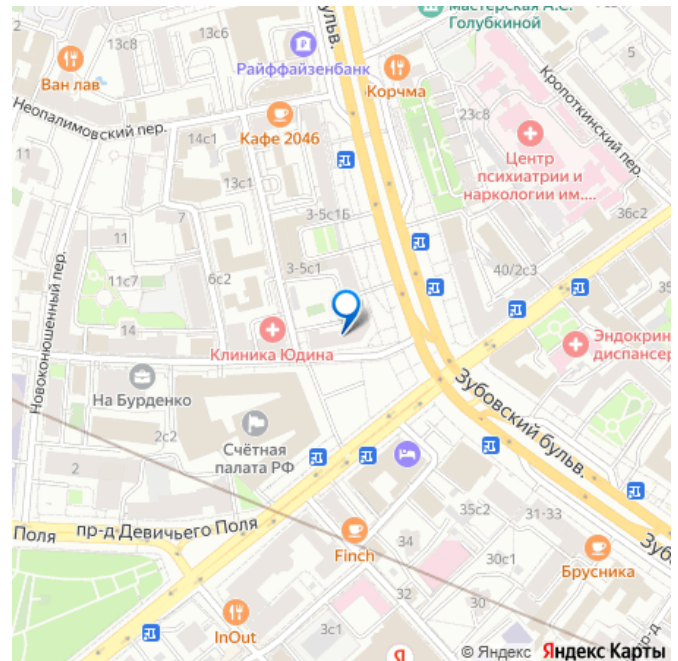 мастерская А.С.
Голубкиной
13с8
13с6
бульв.
5
Райффайзенбанк
Ван лав
Корчма
Неопалимовский пер.
Кафе 2046
14с1
23с8
Кропоткинский пер.
11
Центр
психиатрии и
наркологии им....
13с1
3-5с1Б
36с2
7
11
3-5с1
40/2с3
35
11с7
6с2
14
Клиника Юдина
Эндокрин
диспансер
Новоконюшенный пер.
На Бурденко
Зубовский бульв.
2с2
Счётная
палата РФ
2
Поля
пр-д Девичьего Поля
35с2
31-33
Finch
34
30с1
Брусника
Зубо
32
30
InOut
3с1
р-д
Я
© Яндекс Яндекс Карты